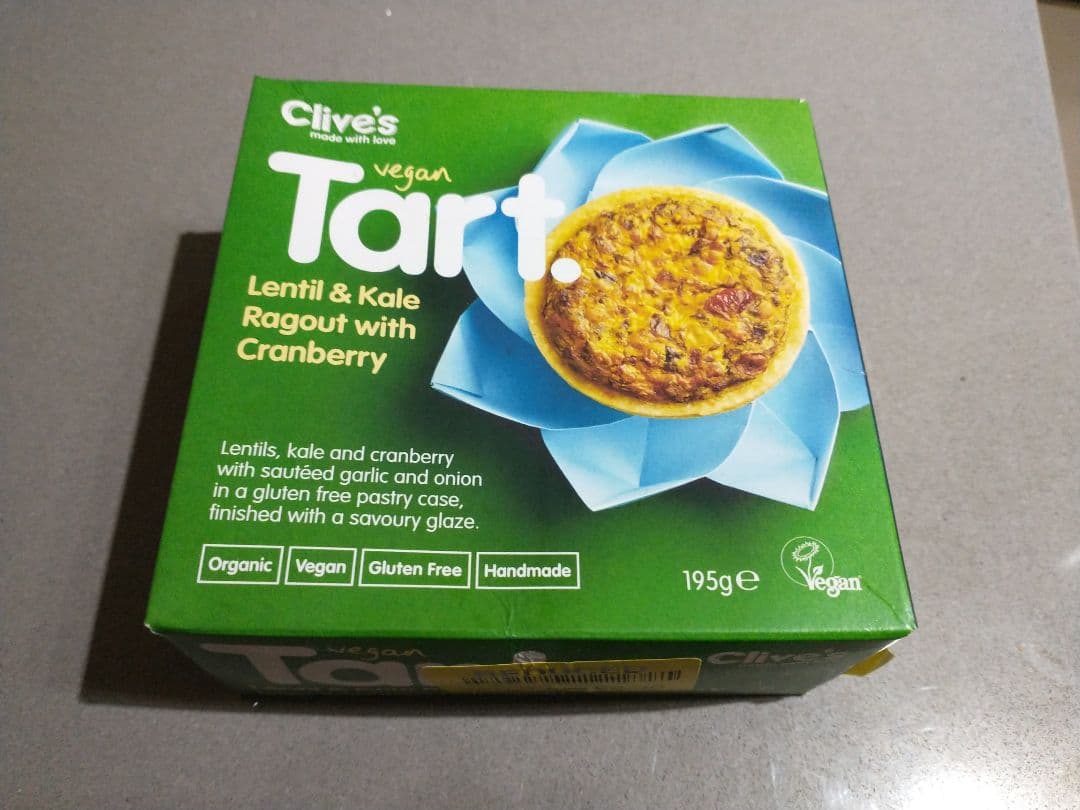 Clive's
made with love
vegan
Tart.
Lentil & Kale
Ragout with
Cranberry
Lentils, kale and cranberry
with sautéed garlic and onion
in a gluten free pastry case,
finished with a savoury glaze.
Organic Vegan Gluten Free Handmade
195g e
Vegan
vegan
Ta
Clive's